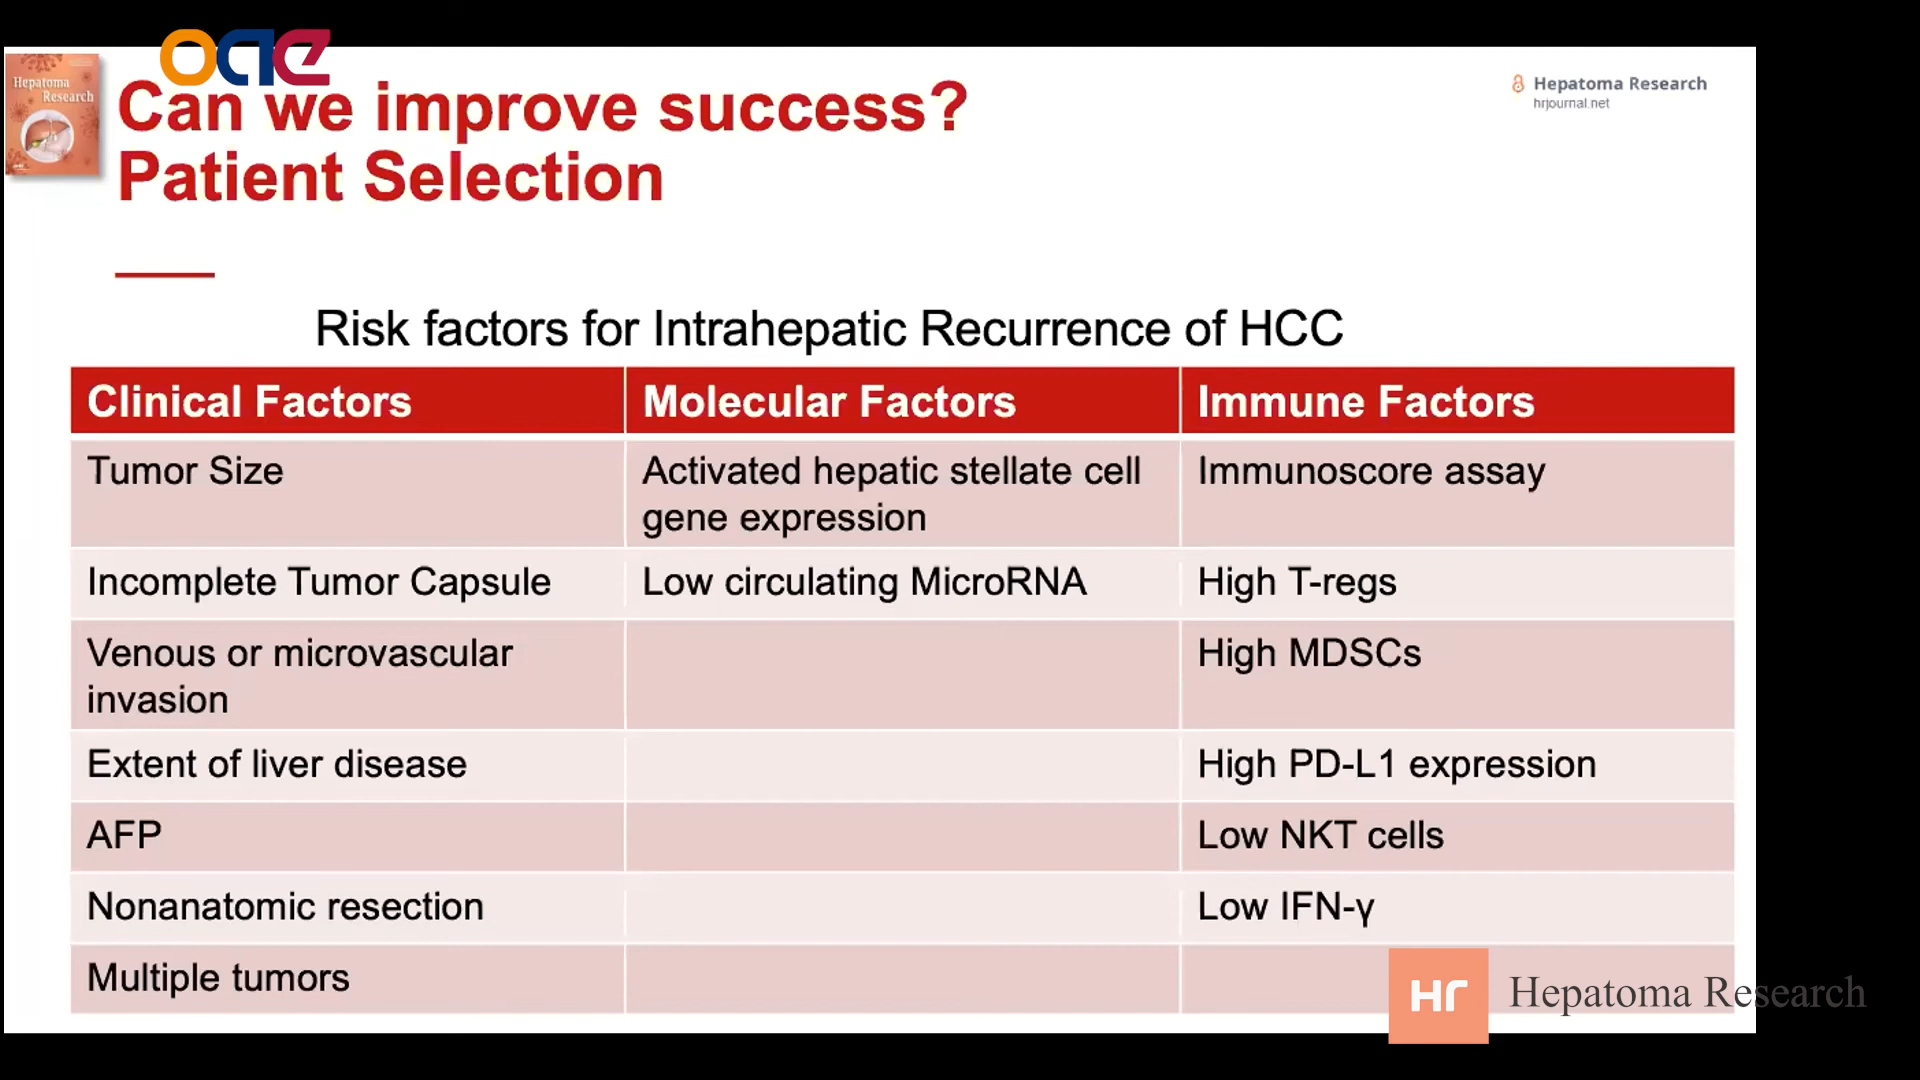 oae
Hepatoma
Research
Can we improve success?
Patient Selection
Hepatoma Research
hrjournal.net
Risk factors for Intrahepatic Recurrence of HCC
Clinical Factors
Molecular Factors
Immune Factors
Tumor Size
Activated hepatic stellate cell
gene expression
Immunoscore assay
Incomplete Tumor Capsule
Low circulating MicroRNA
High T-regs
Venous or microvascular
invasion
High MDSCs
Extent of liver disease
High PD-L1 expression
AFP
Low NKT cells
Nonanatomic resection
Low IFN-γ
Multiple tumors
Hr
Hepatoma Research